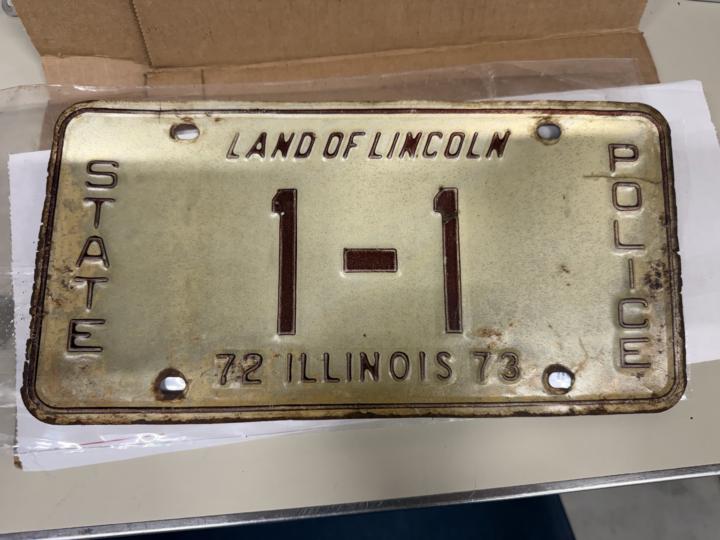 LAND OF LINCOLN
STATE
1-1
POLICE
72 ILLINOIS 73